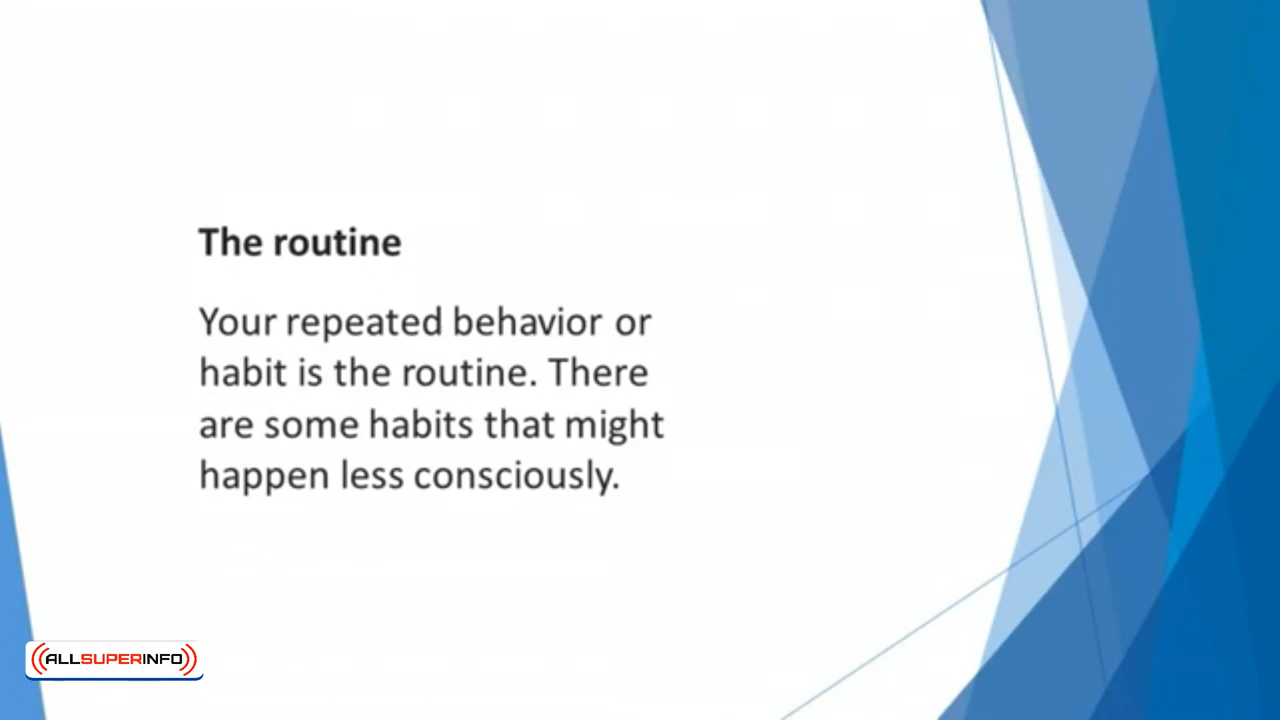 The routine
Your repeated behavior or
habit is the routine. There
are some habits that might
happen less consciously.
ALLSUPERINFO